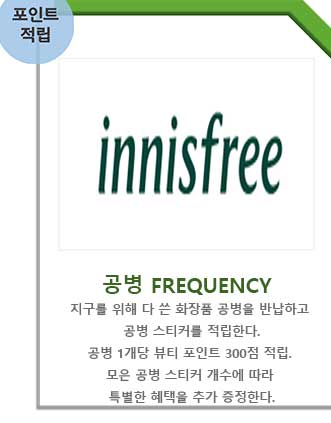 포인트
적립
innisfree
공병 FREQUENCY
지구를 위해 다 쓴 화장품 공병을 반납하고
공병 스티커를 적립한다.
공병 1개당 뷰티 포인트 300점 적립.
모은 공병 스티커 개수에 따라
특별한 혜택을 추가 증정한다.